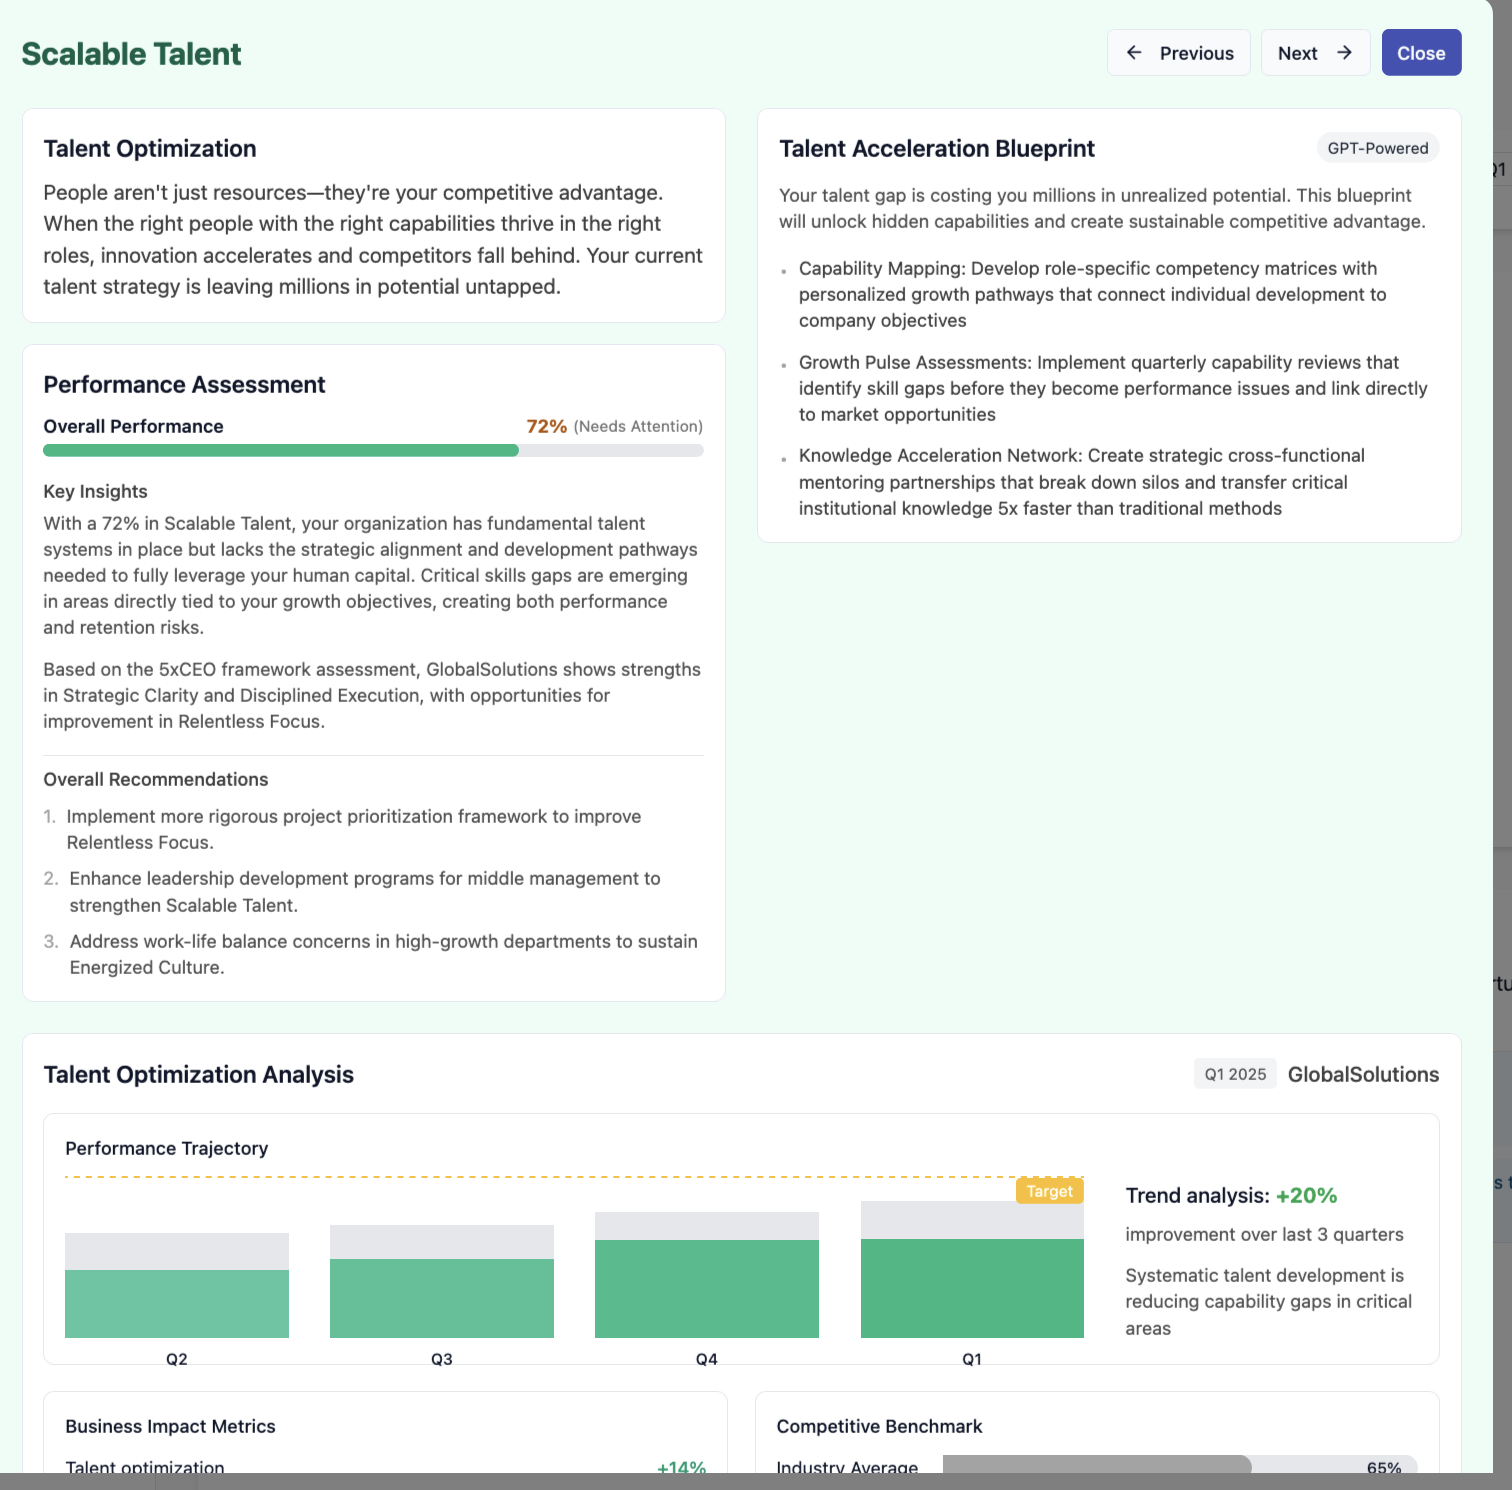 Scalable Talent
Previous
Next
Close
Talent Optimization
People aren't just resources—they're your competitive advantage.
When the right people with the right capabilities thrive in the right
roles, innovation accelerates and competitors fall behind. Your current
talent strategy is leaving millions in potential untapped.
Performance Assessment
Overall Performance 72% (Needs Attention)
Key Insights
With a 72% in Scalable Talent, your organization has fundamental talent
systems in place but lacks the strategic alignment and development pathways
needed to fully leverage your human capital. Critical skills gaps are emerging
in areas directly tied to your growth objectives, creating both performance
and retention risks.
Based on the 5xCEO framework assessment, GlobalSolutions shows strengths
in Strategic Clarity and Disciplined Execution, with opportunities for
improvement in Relentless Focus.
Overall Recommendations
1. Implement more rigorous project prioritization framework to improve
Relentless Focus.
2. Enhance leadership development programs for middle management to
strengthen Scalable Talent.
3. Address work-life balance concerns in high-growth departments to sustain
Energized Culture.
Talent Acceleration Blueprint
GPT-Powered
Your talent gap is costing you millions in unrealized potential. This blueprint
will unlock hidden capabilities and create sustainable competitive advantage.
• Capability Mapping: Develop role-specific competency matrices with
personalized growth pathways that connect individual development to
company objectives
• Growth Pulse Assessments: Implement quarterly capability reviews that
identify skill gaps before they become performance issues and link directly
to market opportunities
• Knowledge Acceleration Network: Create strategic cross-functional
mentoring partnerships that break down silos and transfer critical
institutional knowledge 5x faster than traditional methods
Talent Optimization Analysis
Q1 2025 GlobalSolutions
Performance Trajectory
Target
Q2
Q3
Q4
Q1
Trend analysis: +20%
improvement over last 3 quarters
Systematic talent development is
reducing capability gaps in critical
areas
Business Impact Metrics
Talent optimization +14%
Competitive Benchmark
Industry Average 65%